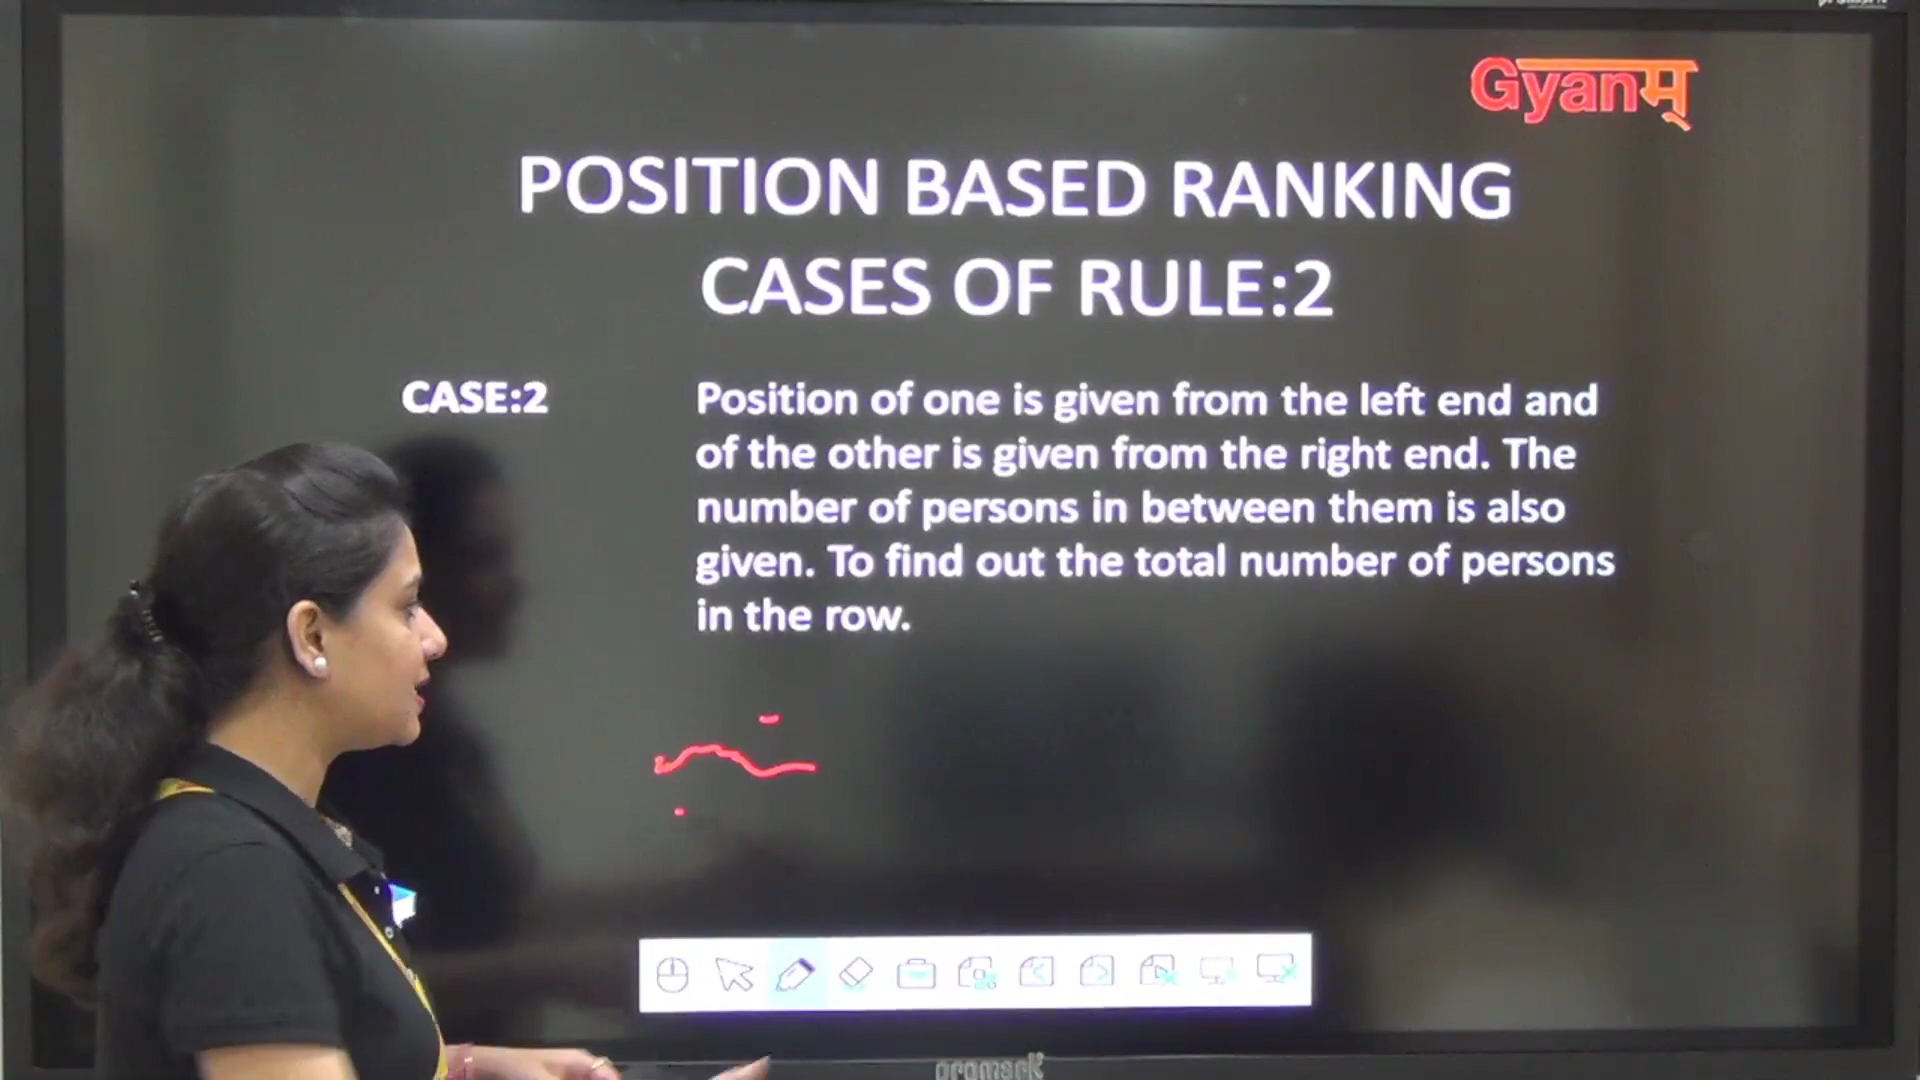 Gyanम्
POSITION BASED RANKING
CASES OF RULE:2
CASE:2
Position of one is given from the left end and
of the other is given from the right end. The
number of persons in between them is also
given. To find out the total number of persons
in the row.
promark